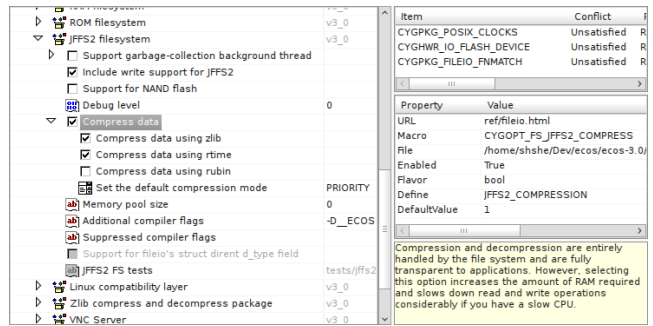 RAM filesystem v3_0
ROM filesystem v3_0
JFFS2 filesystem v3_0
Support garbage-collection background thread
Include write support for JFFS2
Support for NAND flash
Debug level 0
Compress data
Compress data using zlib
Compress data using rtime
Compress data using rubin
Set the default compression mode PRIORITY
Memory pool size 0
Additional compiler flags -D__ECOS
Suppressed compiler flags
Support for fileio's struct dirent d_type field
JFFS2 FS tests tests/jffs2
Linux compatibility layer v3_0
Zlib compress and decompress package v3_0
VNC Server v3_0
Item Conflict
CYGPKG_POSIX_CLOCKS Unsatisfied R
CYGHWR_IO_FLASH_DEVICE Unsatisfied R
CYGPKG_FILEIO_FNMATCH Unsatisfied R
Property Value
URL ref/fileio.html
Macro CYGOPT_FS_JFFS2_COMPRESS
File /home/shshe/Dev/ecos/ecos-3.0/
Enabled True
Flavor bool
Define JFFS2_COMPRESSION
DefaultValue 1
Compression and decompression are entirely
handled by the file system and are fully
transparent to applications. However, selecting
this option increases the amount of RAM required
and slows down read and write operations
considerably if you have a slow CPU.